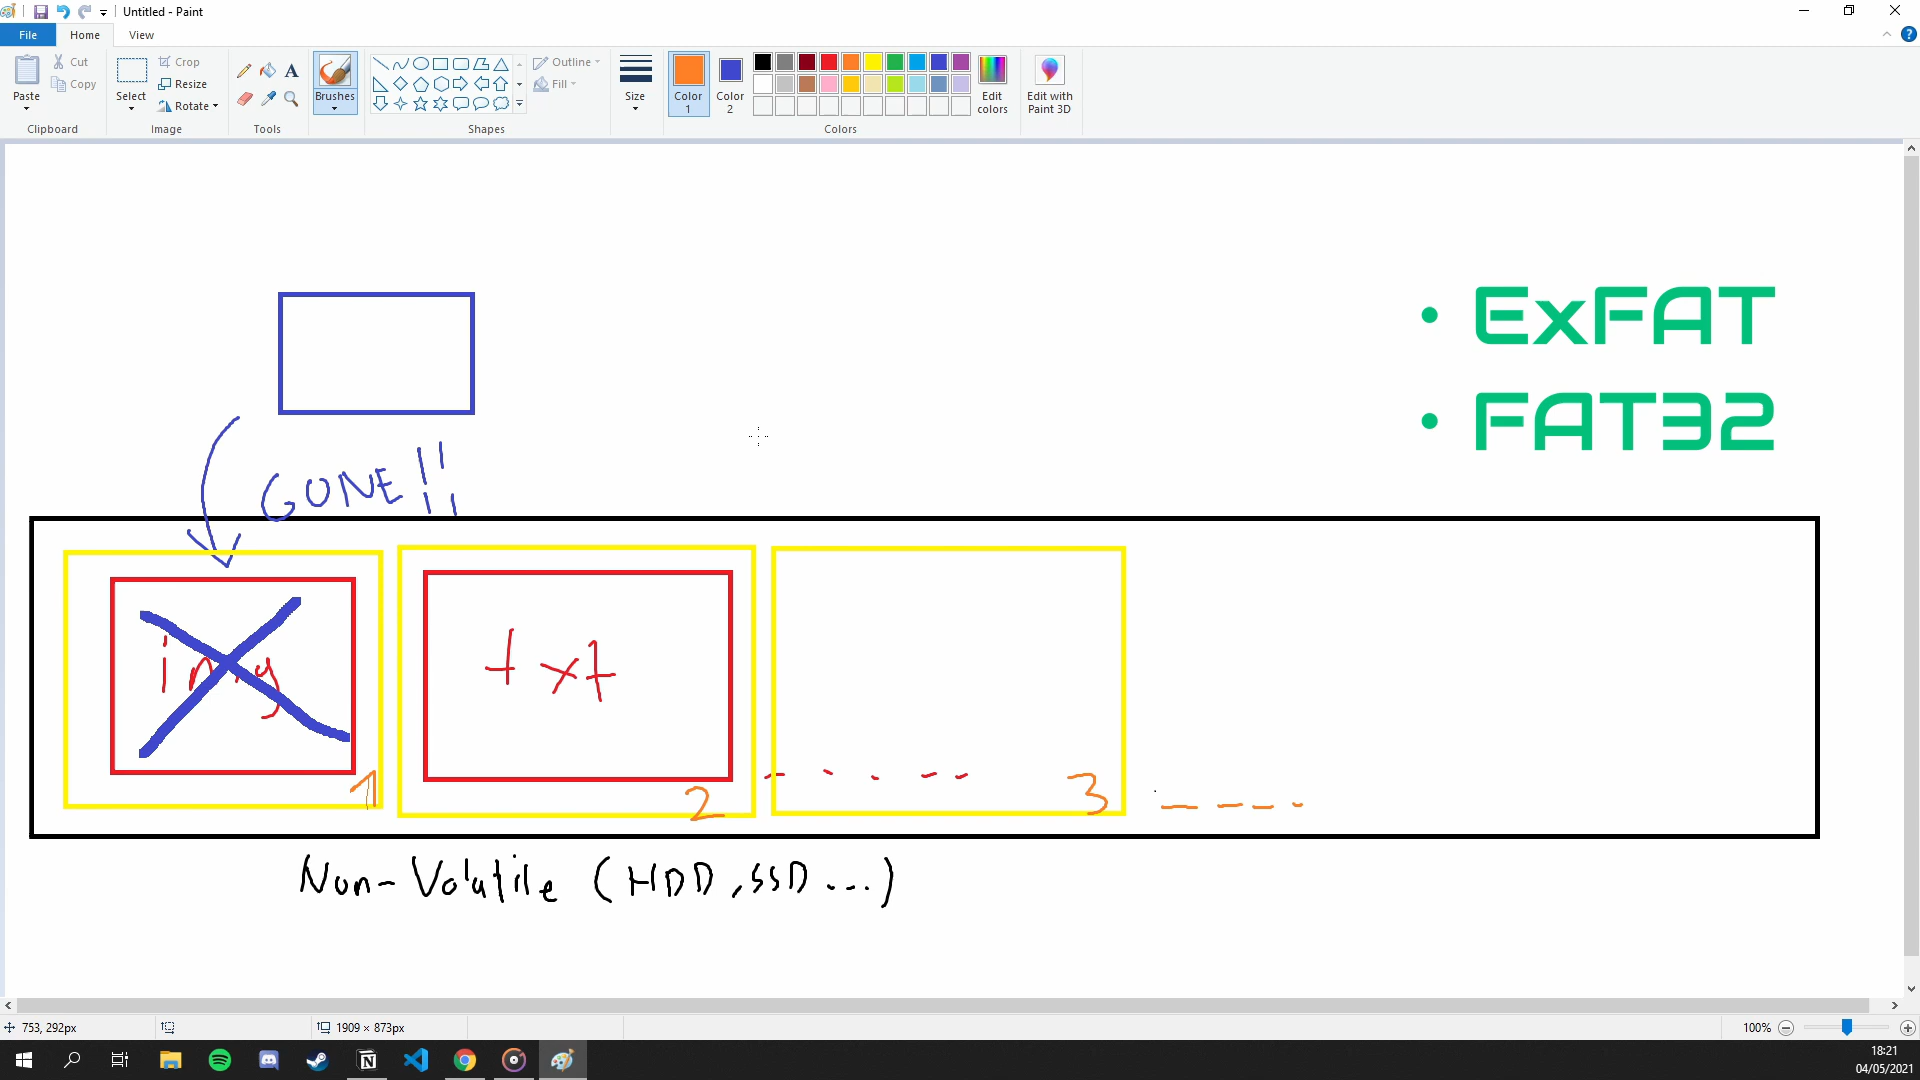 Untitled - Paint
File Home View
Paste
Cut
Copy
Clipboard
Select
Crop
Resize
Rotate
Image
A
Tools
Brushes
Shapes
Outline
Fill
Size
Color 1
Color 2
Colors
Edit colors
Edit with Paint 3D
• ExFAT
• FAT32
GONE!!
img
txt
1
2
3
Non-Volatile (HDD, SSD...)
753, 292px
1909 × 873px
100%
18:21
04/05/2021